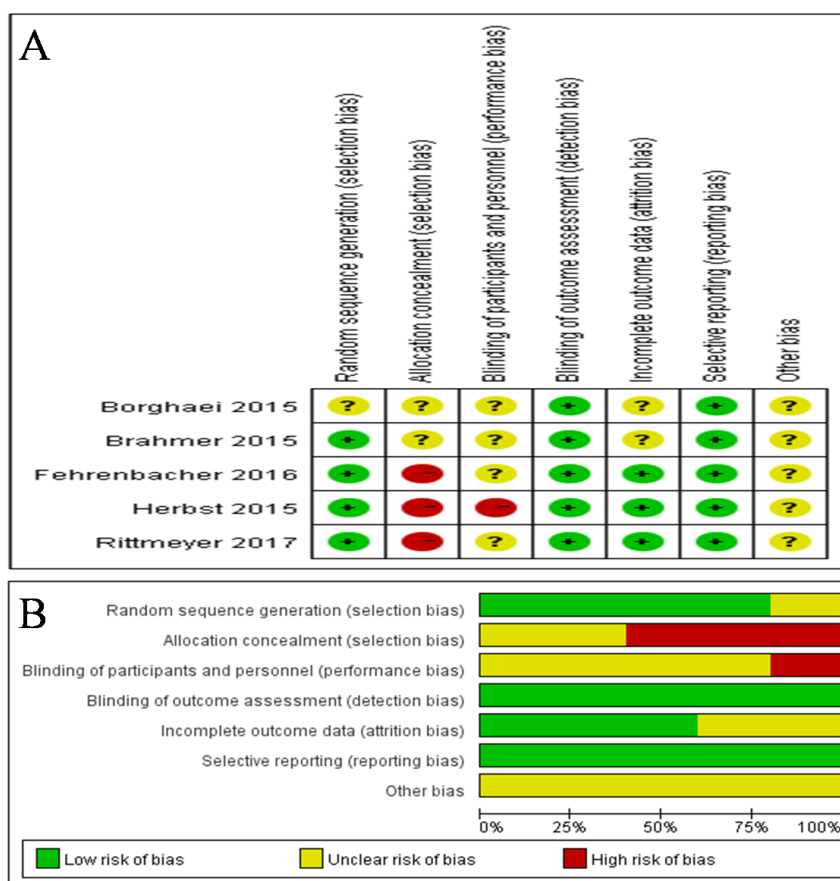 A
Random sequence generation (selection bias)
Allocation concealment (selection bias)
Blinding of participants and personnel (performance bias)
Blinding of outcome assessment (detection bias)
Incomplete outcome data (attrition bias)
Selective reporting (reporting bias)
Other bias
Borghaei 2015 ? ? ? + ? + ?
Brahmer 2015 + ? ? + ? + ?
Fehrenbacher 2016 + - ? + + + ?
Herbst 2015 + - - + + + ?
Rittmeyer 2017 + - ? + + + ?
B
Random sequence generation (selection bias)
Allocation concealment (selection bias)
Blinding of participants and personnel (performance bias)
Blinding of outcome assessment (detection bias)
Incomplete outcome data (attrition bias)
Selective reporting (reporting bias)
Other bias
0% 25% 50% 75% 100%
Low risk of bias Unclear risk of bias High risk of bias